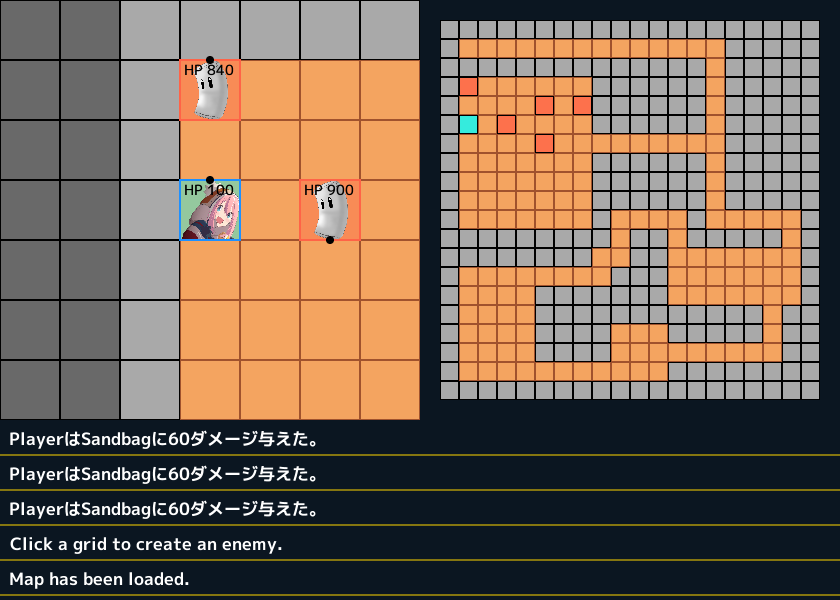 HP 840
HP 100
HP 900
PlayerはSandbagに60ダメージ与えた。
PlayerはSandbagに60ダメージ与えた。
PlayerはSandbagに60ダメージ与えた。
Click a grid to create an enemy.
Map has been loaded.